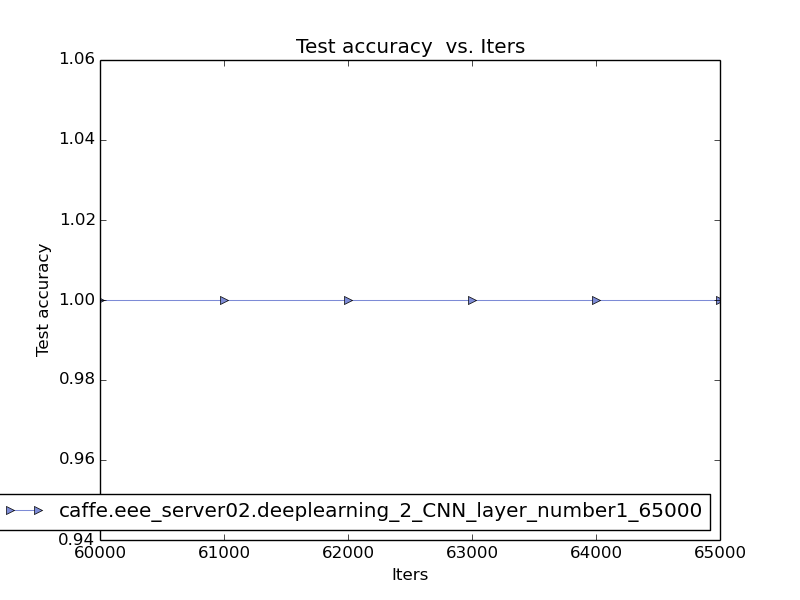 Test accuracy  vs. Iters
1.06
1.04
1.02
1.00
0.98
0.96
0.94
Test accuracy
caffe.eee_server02.deeplearning_2_CNN_layer_number1_65000
60000 61000 62000 63000 64000 65000
Iters